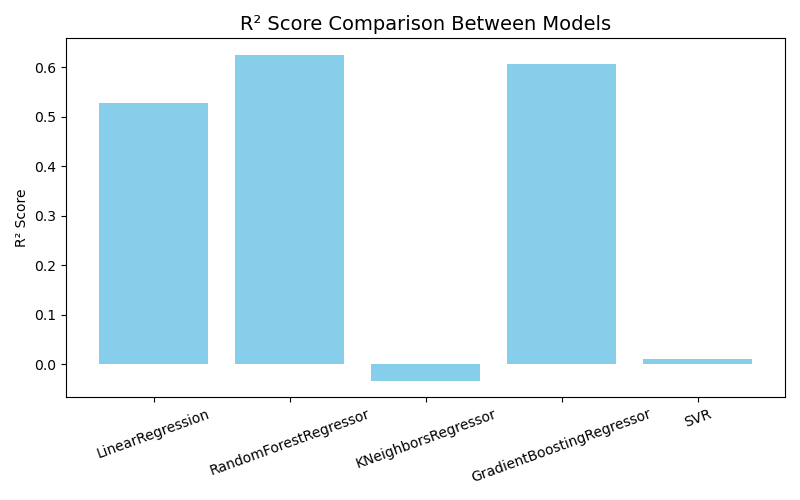 R² Score Comparison Between Models
R² Score
0.6
0.5
0.4
0.3
0.2
0.1
0.0
LinearRegression
RandomForestRegressor
KNeighborsRegressor
GradientBoostingRegressor
SVR